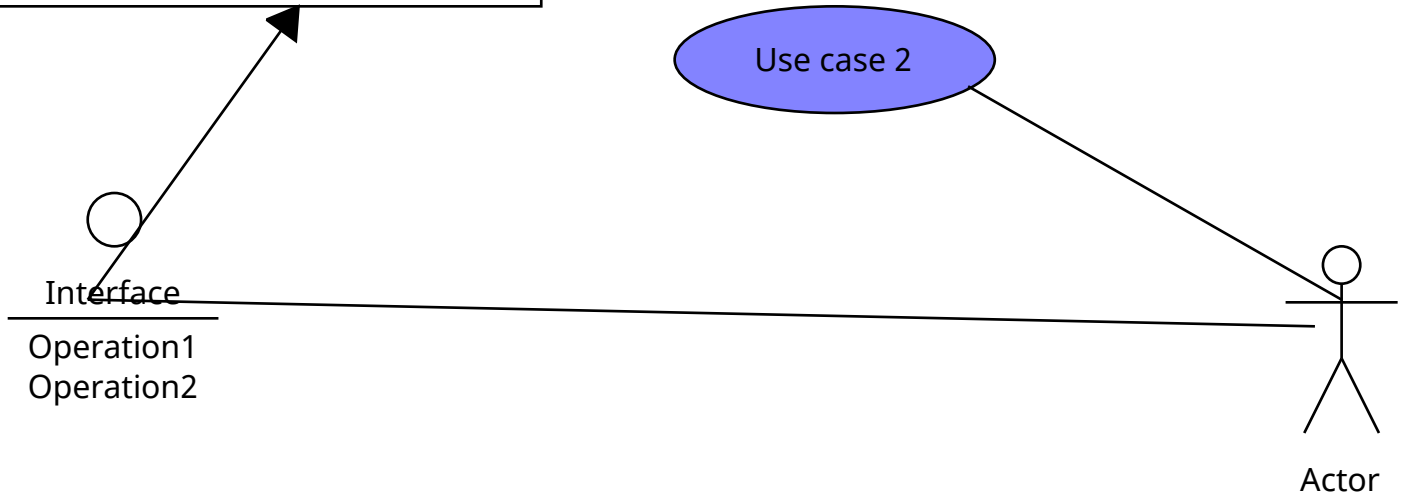 Use case 2
Interface
Operation1
Operation2
Actor